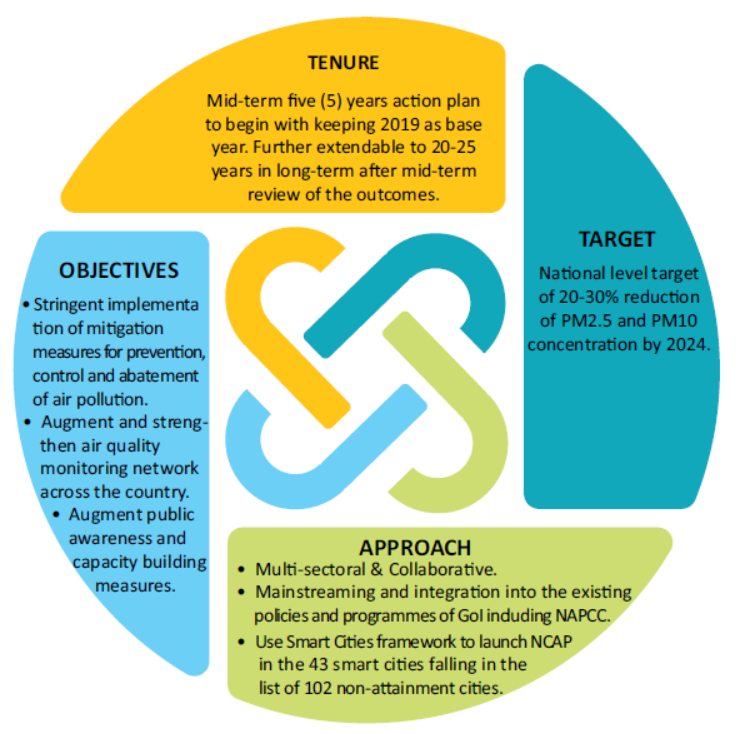 TENURE
Mid-term five (5) years action plan
to begin with keeping 2019 as base
year. Further extendable to 20-25
years in long-term after mid-term
review of the outcomes.
TARGET
National level target
of 20-30% reduction
of PM2.5 and PM10
concentration by 2024.
OBJECTIVES
• Stringent implementa
tion of mitigation
measures for prevention,
control and abatement
of air pollution.
• Augment and streng-
then air quality
monitoring network
across the country.
• Augment public
awareness and
capacity building
measures.
APPROACH
• Multi-sectoral & Collaborative.
• Mainstreaming and integration into the existing
policies and programmes of GoI including NAPCC.
• Use Smart Cities framework to launch NCAP
in the 43 smart cities falling in the
list of 102 non-attainment cities.